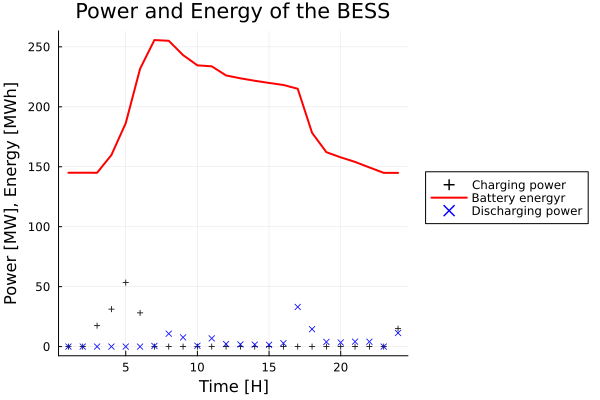 Power and Energy of the BESS
Power [MW], Energy [MWh]
250
200
150
100
50
0
5
10
15
20
Time [H]
Charging power
Battery energyr
Discharging power